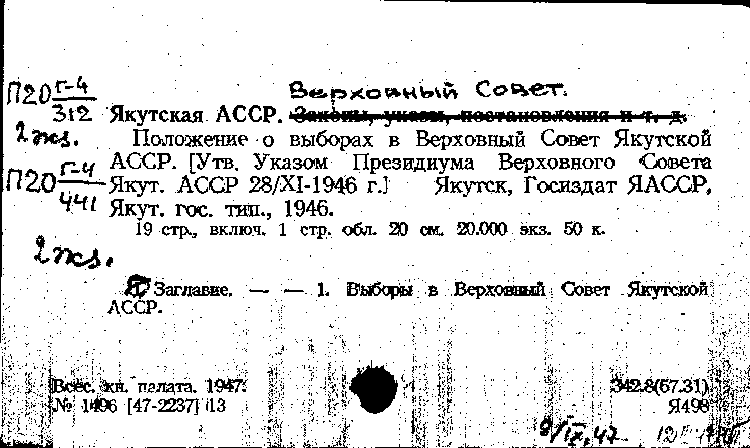 Верховный Совет.
П20 Г-4/312
Якутская АССР. Законы, указы, постановления и т. д.
2 экз.
Положение о выборах в Верховный Совет Якутской
АССР. [Утв. Указом Президиума Верховного Совета
П20 Г-4/441
Якут. АССР 28/XI-1946 г.] Якутск, Госиздат ЯАССР,
Якут. гос. тип., 1946.
19 стр., включ. 1 стр. обл. 20 см. 20.000 экз. 50 к.
2 экз.
Заглавие. — — 1. Выборы в Верховный Совет Якутской
АССР.
Всес. кн. палата. 1947. 342.8(57.31)
№ 1496 [47-2237] 13 Я498
9/IX,47